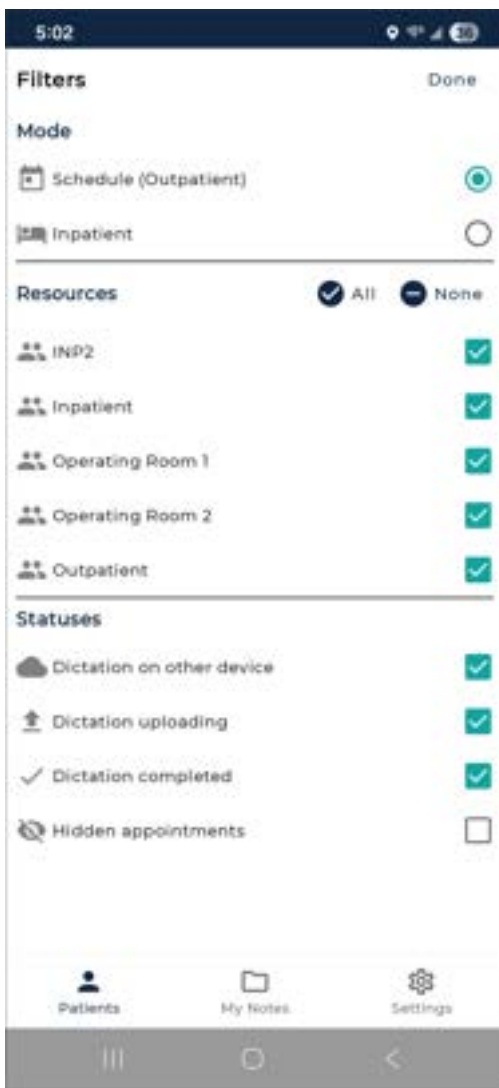 5:02 38
Filters Done
Mode
Schedule (Outpatient)
Inpatient
Resources All None
INP2
Inpatient
Operating Room 1
Operating Room 2
Outpatient
Statuses
Dictation on other device
Dictation uploading
Dictation completed
Hidden appointments
Patients My Notes Settings